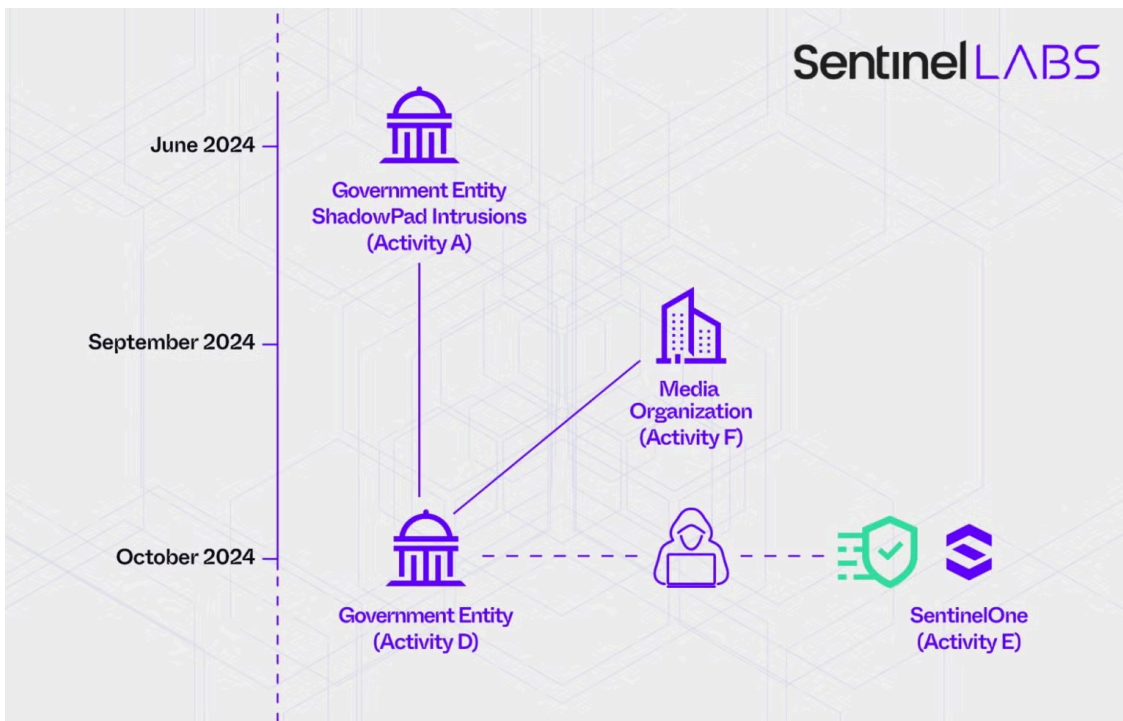 SentinelLABS
June 2024
Government Entity
ShadowPad Intrusions
(Activity A)
September 2024
Media
Organization
(Activity F)
October 2024
Government Entity
(Activity D)
SentinelOne
(Activity E)